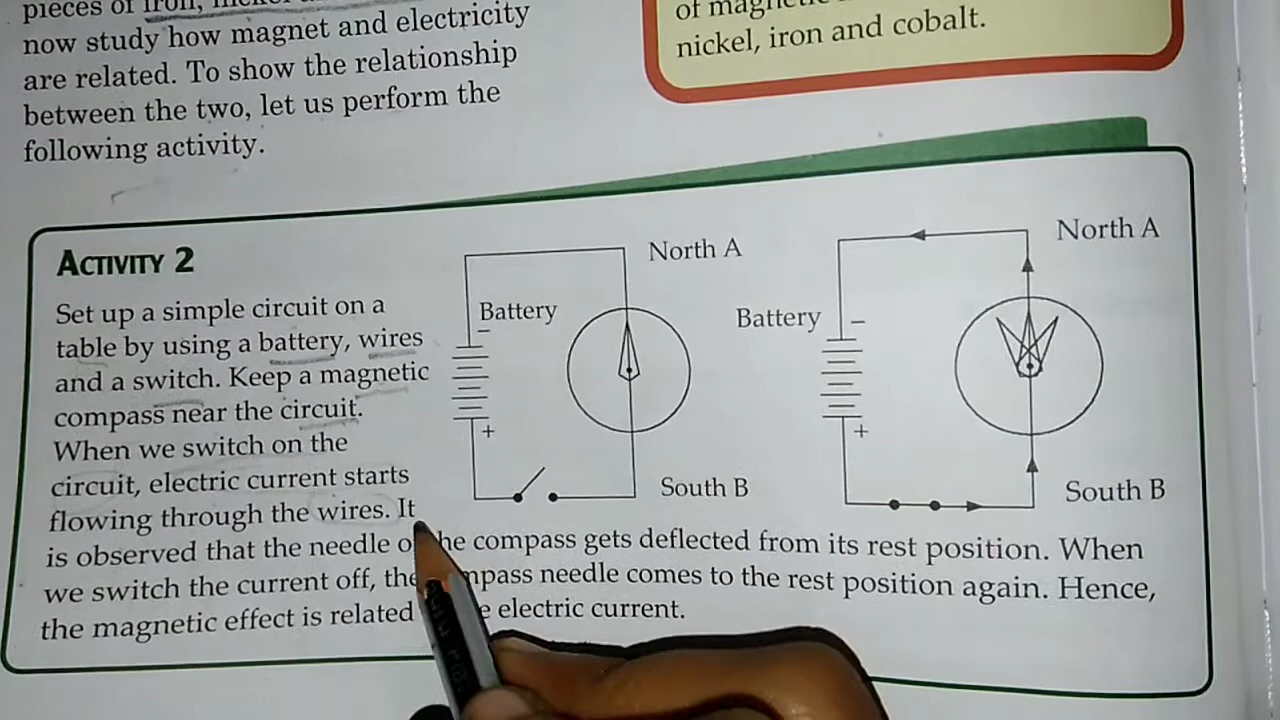 pieces of iron,
now study how magnet and electricity
are related. To show the relationship
between the two, let us perform the
following activity.
of magnetic
nickel, iron and cobalt.
ACTIVITY 2
Set up a simple circuit on a
table by using a battery, wires
and a switch. Keep a magnetic
compass near the circuit.
When we switch on the
circuit, electric current starts
flowing through the wires. It
is observed that the needle of the compass gets deflected from its rest position. When
we switch the current off, the compass needle comes to the rest position again. Hence,
the magnetic effect is related electric current.
North A
Battery
−
+
South B
North A
Battery
−
+
South B